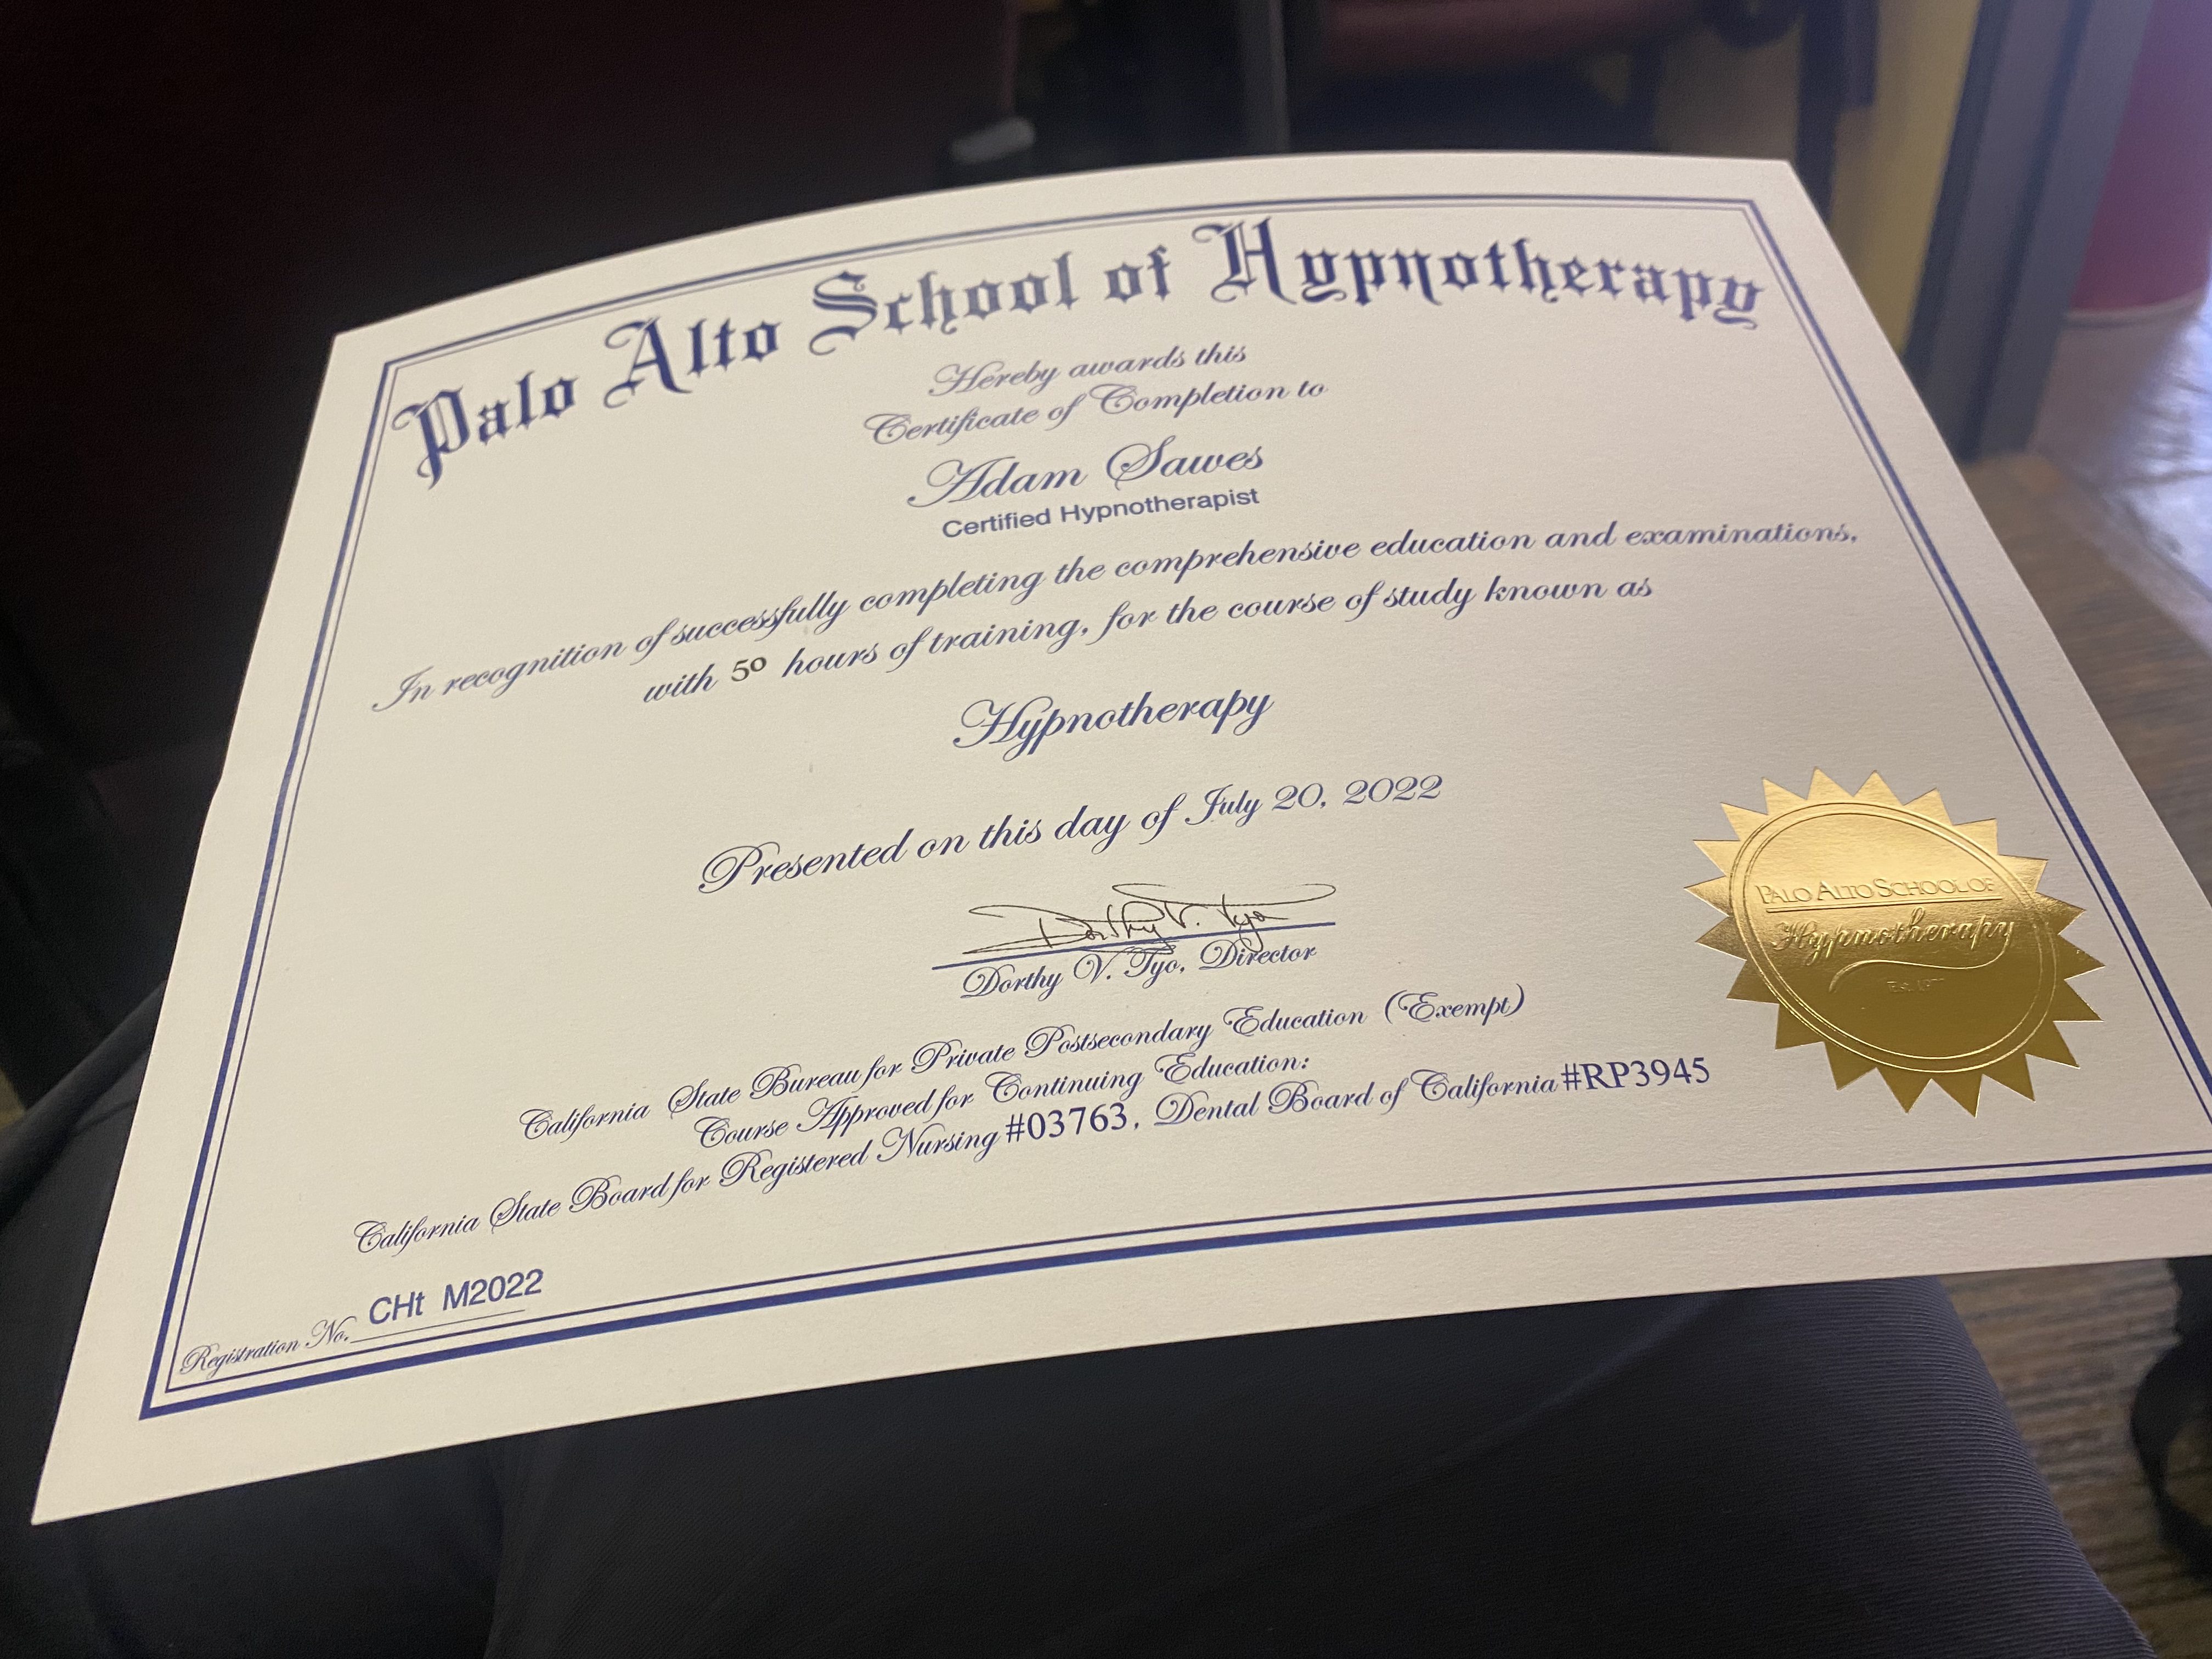 Palo Alto School of Hypnotherapy
Hereby awards this
Certificate of Completion to
Adam Sawes
Certified Hypnotherapist
In recognition of successfully completing the comprehensive education and examinations,
with 50 hours of training, for the course of study known as
Hypnotherapy
Presented on this day of July 20, 2022
Dorthy V. Tyo
Dorthy V. Tyo, Director
California State Bureau for Private Postsecondary Education (Exempt)
Course Approved for Continuing Education:
California State Board for Registered Nursing #03763, Dental Board of California #RP3945
Registration No. CHt M2022
PALO ALTO SCHOOL OF
Hypnotherapy